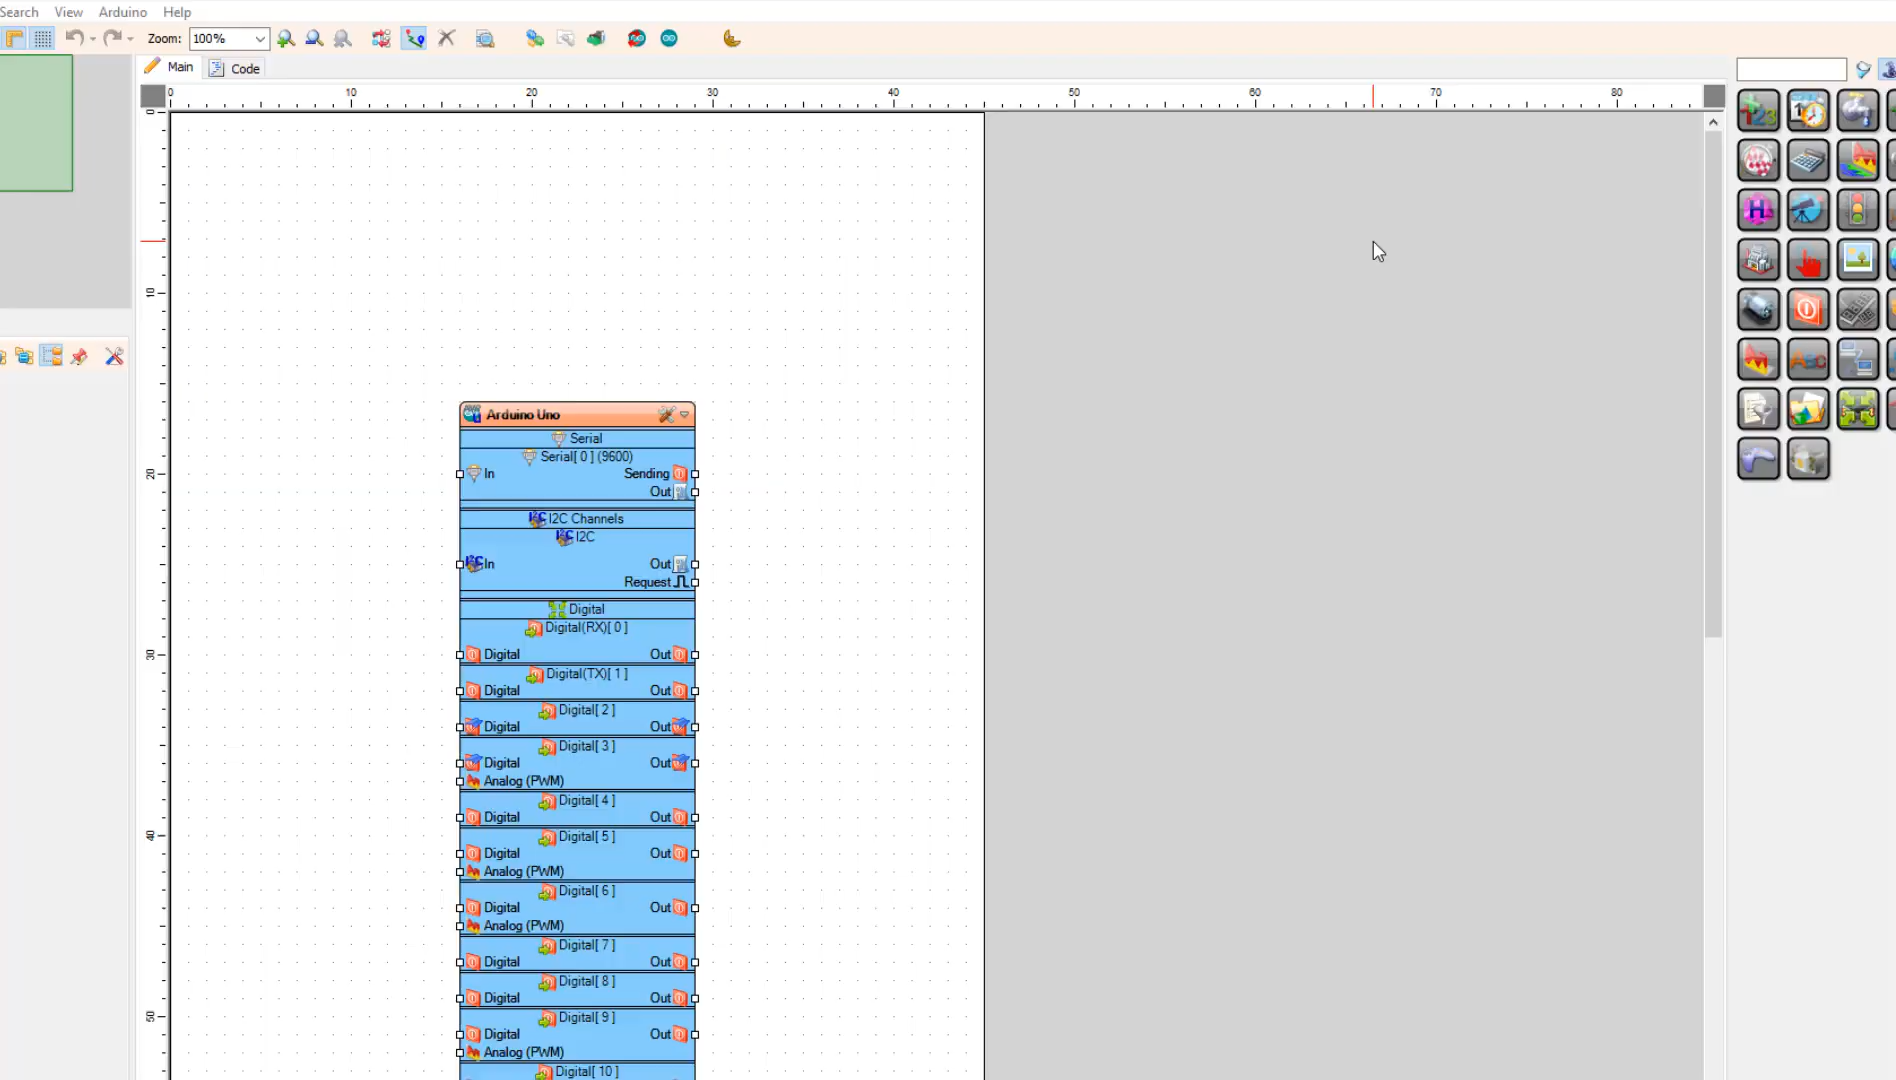 Search View Arduino Help
Zoom: 100%
Main Code
0 10 20 30 40 50 60 70 80
0
10
20
30
40
50
Arduino Uno
Serial
Serial[ 0 ] (9600)
In Sending
Out
I2C Channels
I2C
In Out
Request
Digital
Digital(RX)[ 0 ]
Digital Out
Digital(TX)[ 1 ]
Digital Out
Digital[ 2 ]
Digital Out
Digital[ 3 ]
Digital Out
Analog (PWM)
Digital[ 4 ]
Digital Out
Digital[ 5 ]
Digital Out
Analog (PWM)
Digital[ 6 ]
Digital Out
Analog (PWM)
Digital[ 7 ]
Digital Out
Digital[ 8 ]
Digital Out
Digital[ 9 ]
Digital Out
Analog (PWM)
Digital[ 10 ]
123
1
H
ABC